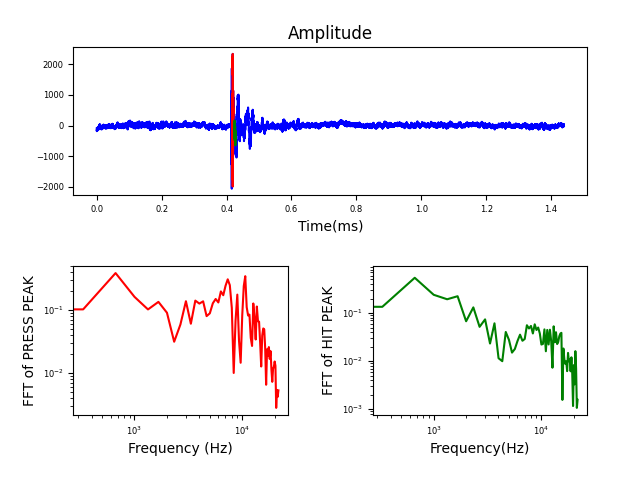 Amplitude
2000
1000
0
−1000
−2000
0.0 0.2 0.4 0.6 0.8 1.0 1.2 1.4
Time(ms)
FFT of PRESS PEAK
10⁻¹
10⁻²
10³ 10⁴
Frequency (Hz)
FFT of HIT PEAK
10⁻¹
10⁻²
10⁻³
10³ 10⁴
Frequency(Hz)